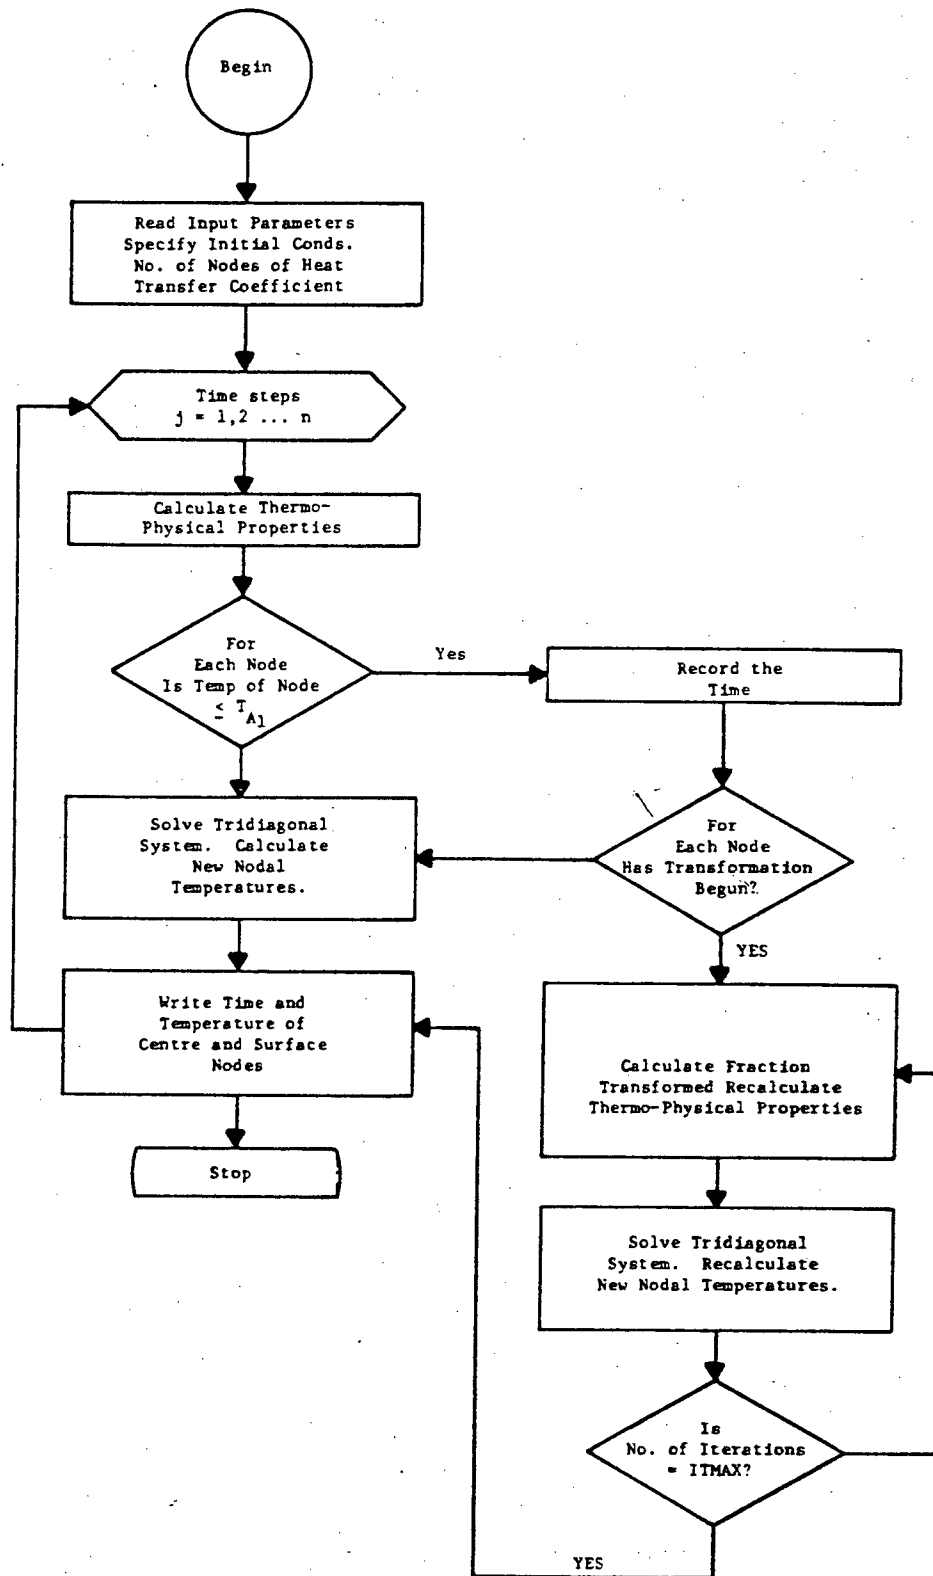 Begin
Read Input Parameters
Specify Initial Conds.
No. of Nodes of Heat
Transfer Coefficient
Time steps
j = 1,2 ... n
Calculate Thermo-
Physical Properties
For
Each Node
Is Temp of Node
≤ T_A1
Yes
Record the
Time
Solve Tridiagonal
System. Calculate
New Nodal
Temperatures.
For
Each Node
Has Transformation
Begun?
YES
Write Time and
Temperature of
Centre and Surface
Nodes
Calculate Fraction
Transformed Recalculate
Thermo-Physical Properties
Stop
Solve Tridiagonal
System. Recalculate
New Nodal Temperatures.
Is
No. of Iterations
= ITMAX?
YES